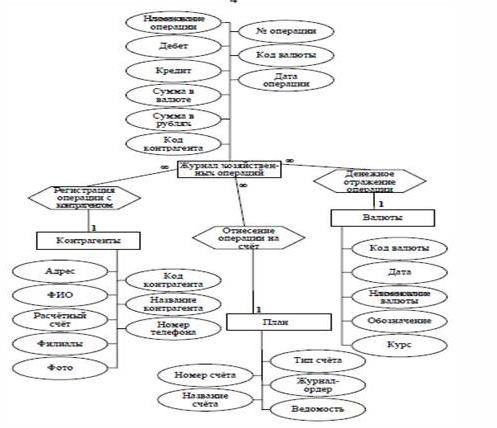 Наименование
операции
№ операции
Дебет
Код валюты
Кредит
Дата
операции
Сумма в
валюте
Сумма в
рублях
Код
контрагента
∞
Журнал хозяйствен-
ных операций
∞
∞
Регистрация
операции с
контрагентом
Отнесение
операции на
счёт
Денежное
отражение
операции
1
1
Контрагенты
Валюты
Адрес
Код
контрагента
ФИО
Название
контрагента
Расчётный
счёт
Номер
телефона
Филиалы
Фото
1
План
Код валюты
Дата
Наименование
валюты
Обозначение
Курс
Номер счёта
Тип счёта
Название
счёта
Журнал-
ордер
Ведомость